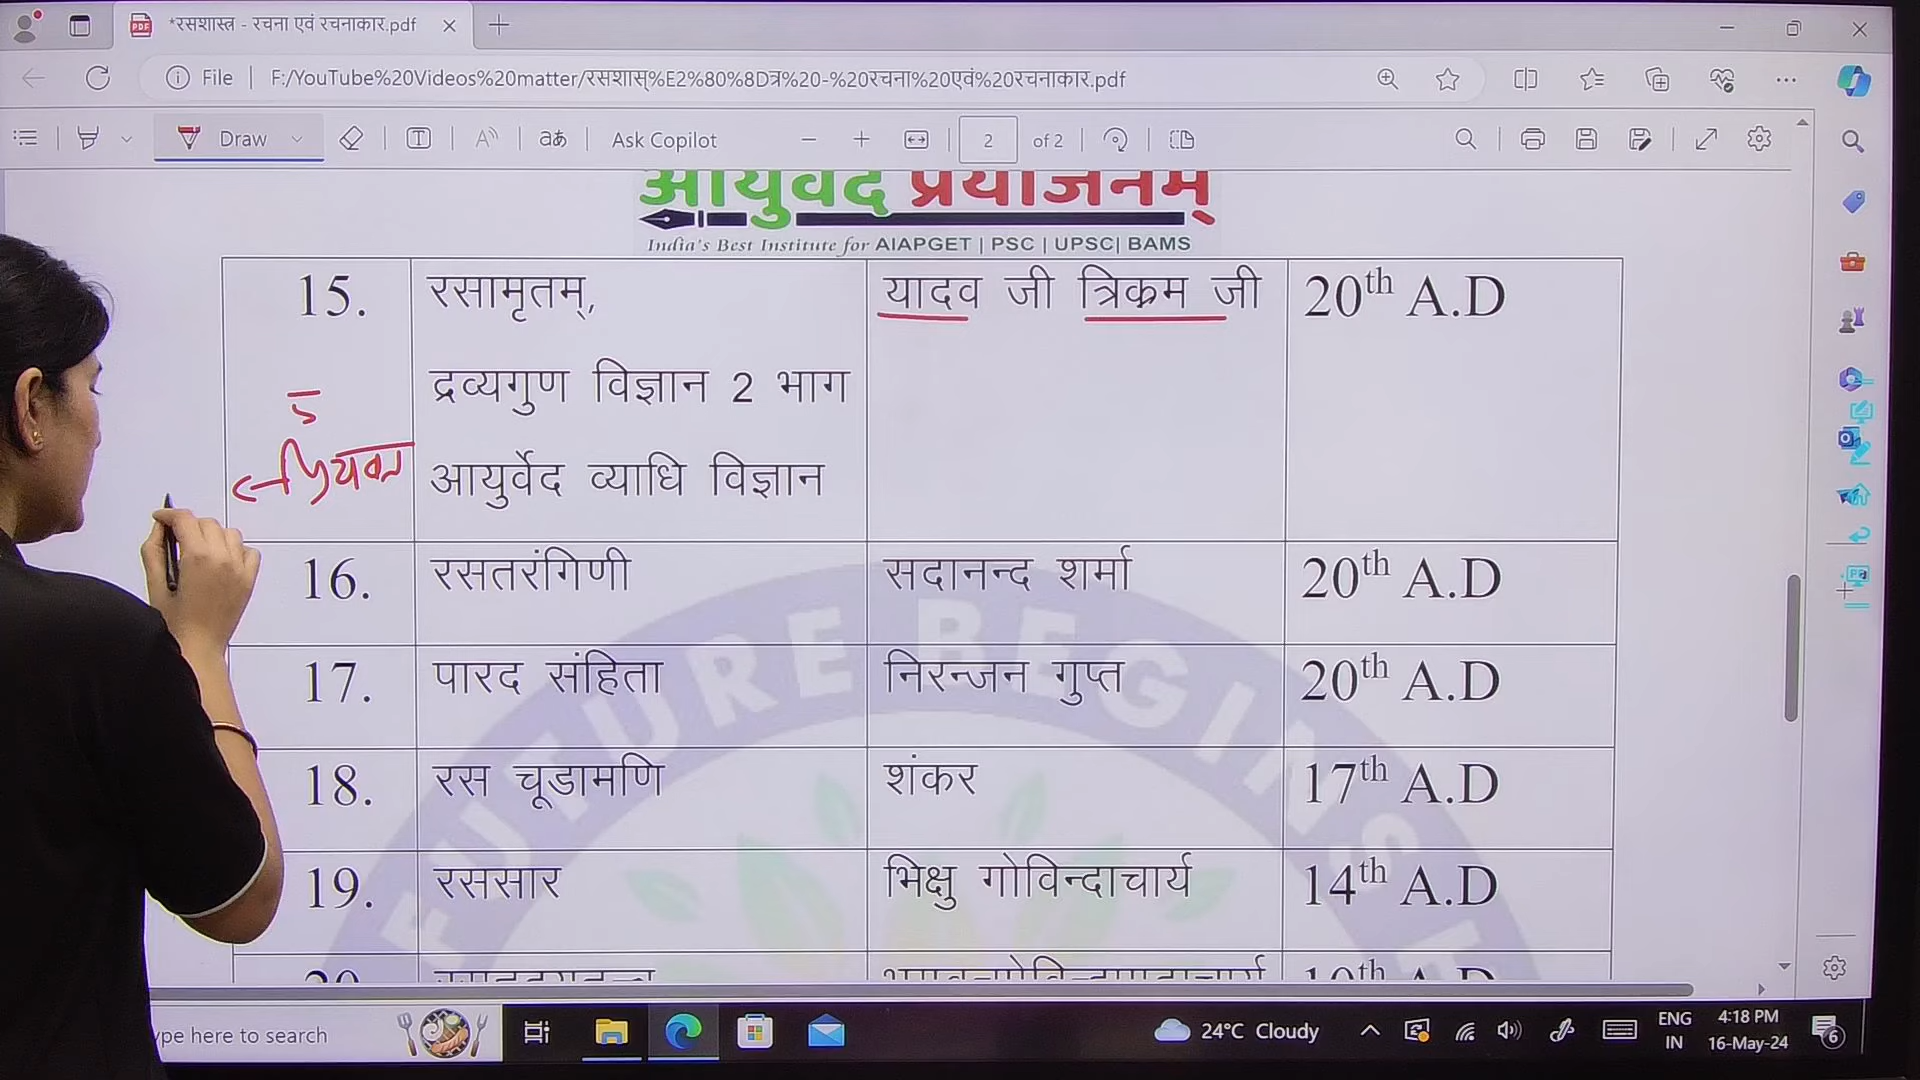 *रसशास्त्र - रचना एवं रचनाकार.pdf
File
F:/YouTube%20Videos%20matter/रसशास्%E2%80%8Dत्र%20-%20रचना%20एवं%20रचनाकार.pdf
Draw
Ask Copilot
2 of 2
आयुर्वेद प्रयोजनम्
India's Best Institute for AIAPGET | PSC | UPSC| BAMS
15. रसामृतम्, यादव जी त्रिकम जी 20th A.D
द्रव्यगुण विज्ञान 2 भाग
आयुर्वेद व्याधि विज्ञान
16. रसतरंगिणी सदानन्द शर्मा 20th A.D
17. पारद संहिता निरन्जन गुप्त 20th A.D
18. रस चूडामणि शंकर 17th A.D
19. रससार भिक्षु गोविन्दाचार्य 14th A.D
FUTURE BEGINS
ype here to search
24°C Cloudy
ENG
IN
4:18 PM
16-May-24
6